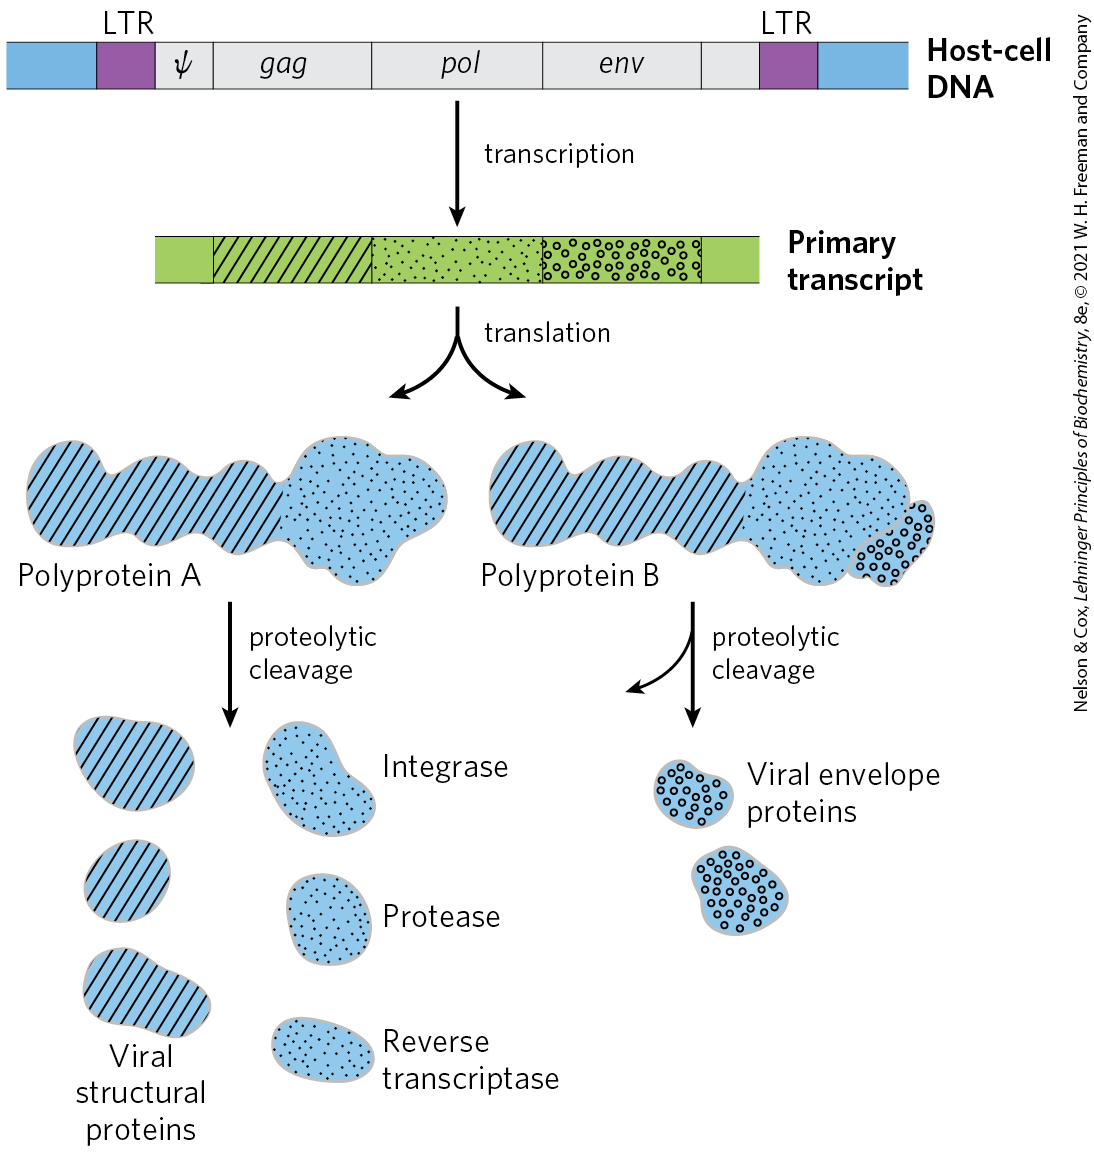 LTR
LTR
ψ
gag
pol
env
Host-cell
DNA
transcription
Primary
transcript
translation
Polyprotein A
Polyprotein B
proteolytic
cleavage
proteolytic
cleavage
Integrase
Viral envelope
proteins
Protease
Reverse
transcriptase
Viral
structural
proteins
Nelson & Cox, Lehninger Principles of Biochemistry, 8e, © 2021 W. H. Freeman and Company